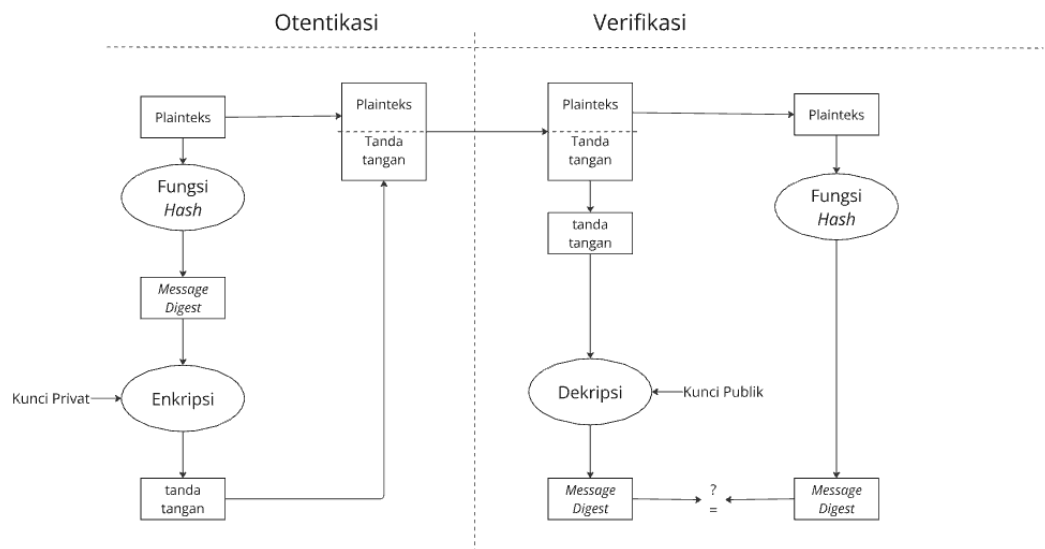 Otentikasi
Verifikasi
Plainteks
Fungsi
Hash
Message
Digest
Kunci Privat
Enkripsi
tanda
tangan
Plainteks
Tanda
tangan
Plainteks
Tanda
tangan
tanda
tangan
Dekripsi
Kunci Publik
Message
Digest
?
=
Plainteks
Fungsi
Hash
Message
Digest